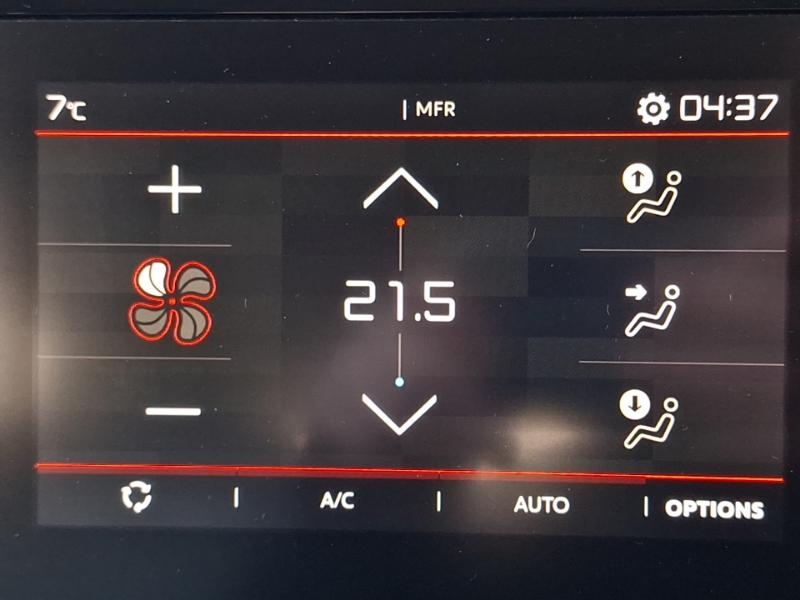 7°C | MFR 04:37
21.5
| A/C | AUTO | OPTIONS